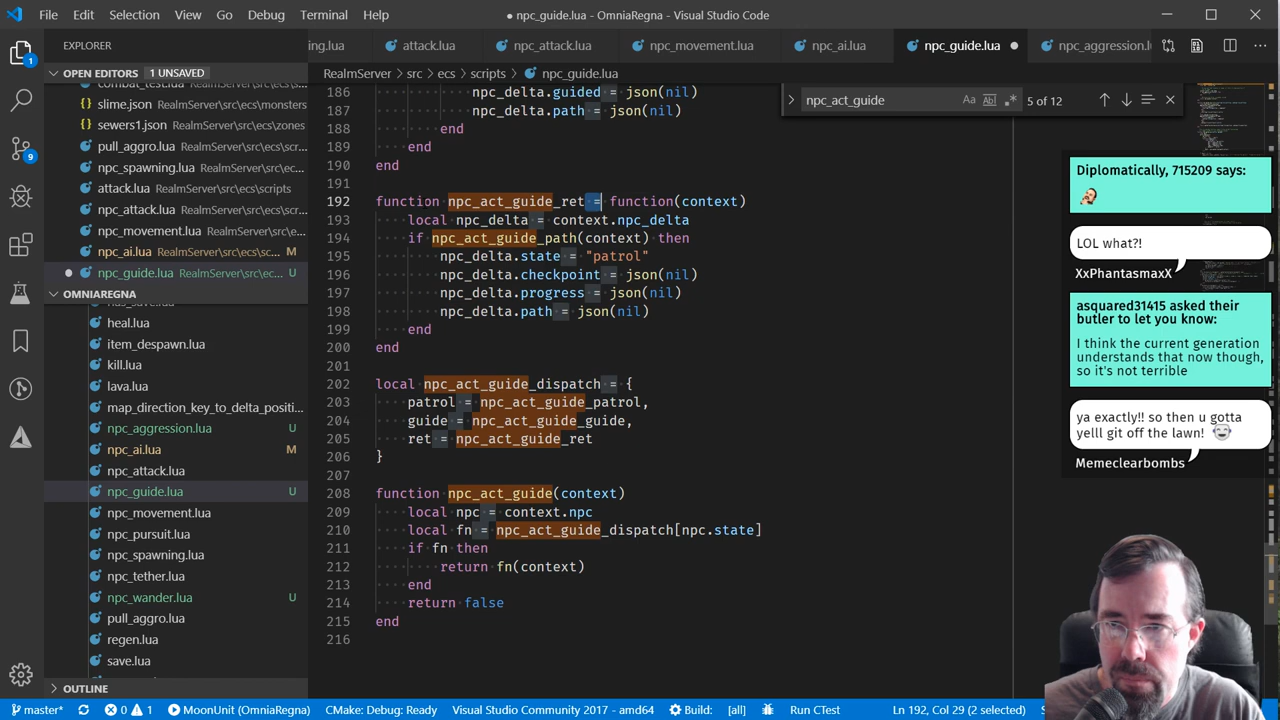 File Edit Selection View Go Debug Terminal Help
● npc_guide.lua - OmniaRegna - Visual Studio Code
EXPLORER
OPEN EDITORS 1 UNSAVED
combat_test.lua RealmServer\src\ecs\scripts
slime.json RealmServer\src\ecs\monsters
sewers1.json RealmServer\src\ecs\zones
pull_aggro.lua RealmServer\src\ecs\sc...
npc_spawning.lua RealmServer\src\ecs...
attack.lua RealmServer\src\ecs\scripts
npc_movement.lua RealmServer\src\ecs...
npc_ai.lua RealmServer\src\ecs\sc... M
npc_guide.lua RealmServer\src\ec... U
OMNIAREGNA
has_save.lua
heal.lua
item_despawn.lua
kill.lua
lava.lua
map_direction_key_to_delta_positi...
npc_aggression.lua U
npc_ai.lua M
npc_attack.lua
npc_guide.lua U
npc_movement.lua
npc_pursuit.lua
npc_spawning.lua
npc_tether.lua
npc_wander.lua U
pull_aggro.lua
regen.lua
save.lua
OUTLINE
1
9
ing.lua attack.lua npc_attack.lua npc_movement.lua npc_ai.lua npc_guide.lua ● npc_aggression.l
RealmServer > src > ecs > scripts > npc_guide.lua
npc_act_guide Aa Abl .* 5 of 12
186 npc_delta.guided = json(nil)
187 npc_delta.path = json(nil)
188 end
189 end
190 end
191
192 function npc_act_guide_ret = function(context)
193 local npc_delta = context.npc_delta
194 if npc_act_guide_path(context) then
195 npc_delta.state = "patrol"
196 npc_delta.checkpoint = json(nil)
197 npc_delta.progress = json(nil)
198 npc_delta.path = json(nil)
199 end
200 end
201
202 local npc_act_guide_dispatch = {
203 patrol = npc_act_guide_patrol,
204 guide = npc_act_guide_guide,
205 ret = npc_act_guide_ret
206 }
207
208 function npc_act_guide(context)
209 local npc = context.npc
210 local fn = npc_act_guide_dispatch[npc.state]
211 if fn then
212 return fn(context)
213 end
214 return false
215 end
216
Diplomatically, 715209 says:
LOL what?!
XxPhantasmaxX
asquared31415 asked their
butler to let you know:
I think the current generation
understands that now though,
so it's not terrible
ya exactly!! so then u gotta
yelll git off the lawn!
Memeclearbombs
master* 0 1 MoonUnit (OmniaRegna) CMake: Debug: Ready Visual Studio Community 2017 - amd64 Build: [all] Run CTest Ln 192, Col 29 (2 selected)